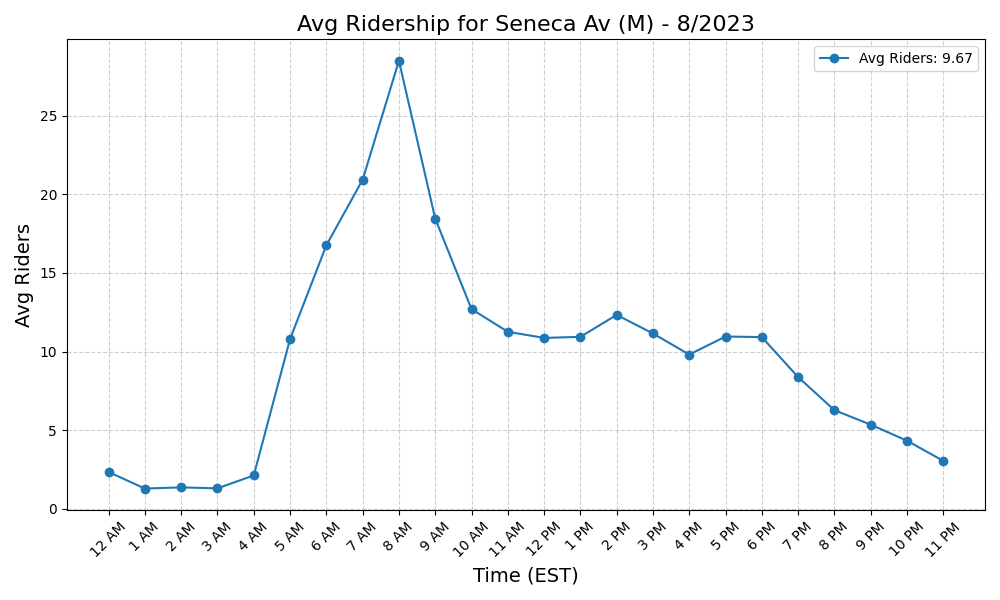 Avg Ridership for Seneca Av (M) - 8/2023
Avg Riders: 9.67
Avg Riders
25
20
15
10
5
0
12 AM
1 AM
2 AM
3 AM
4 AM
5 AM
6 AM
7 AM
8 AM
9 AM
10 AM
11 AM
12 PM
1 PM
2 PM
3 PM
4 PM
5 PM
6 PM
7 PM
8 PM
9 PM
10 PM
11 PM
Time (EST)